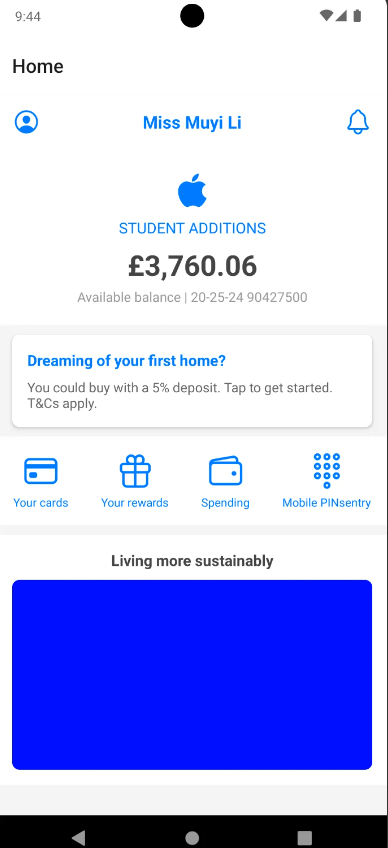 9:44
Home
Miss Muyi Li
STUDENT ADDITIONS
£3,760.06
Available balance | 20-25-24 90427500
Dreaming of your first home?
You could buy with a 5% deposit. Tap to get started.
T&Cs apply.
Your cards
Your rewards
Spending
Mobile PINsentry
Living more sustainably